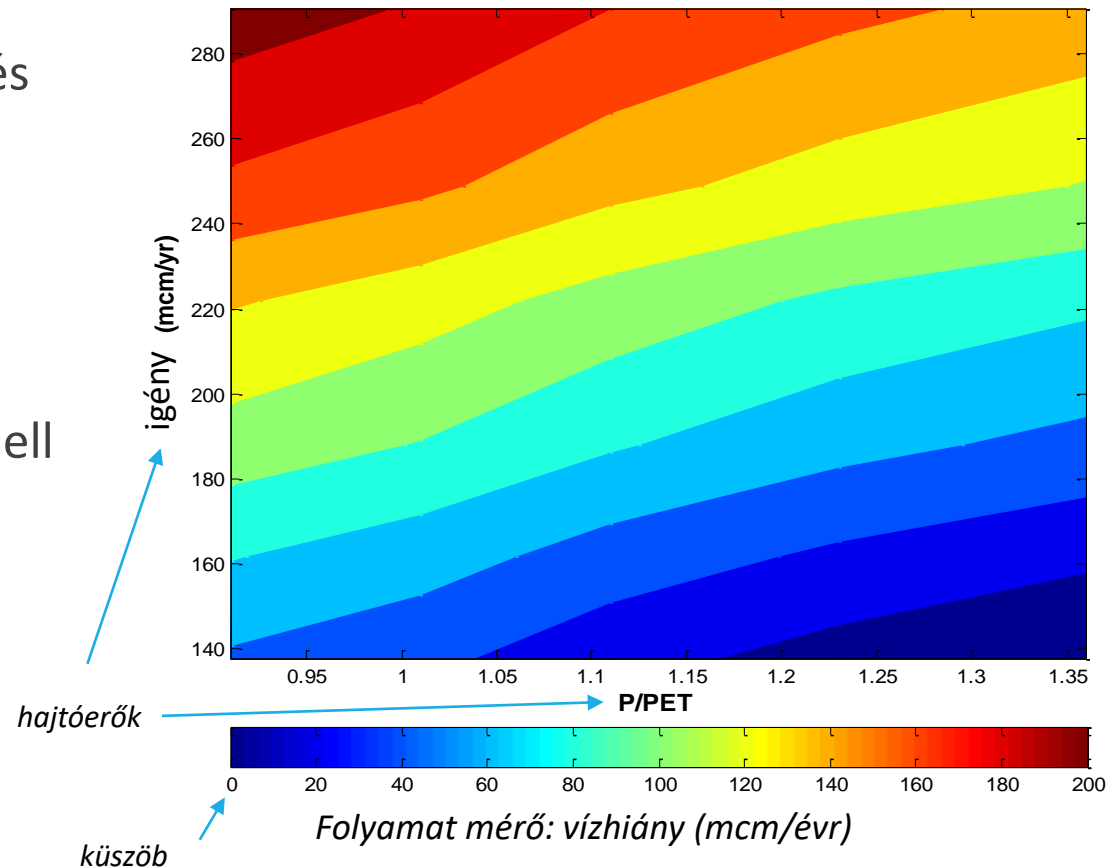 és
ell
igény (mcm/yr)
280
260
240
220
200
180
160
140
0.95 1 1.05 1.1 1.15 1.2 1.25 1.3 1.35
P/PET
hajtóerők
0 20 40 60 80 100 120 140 160 180 200
Folyamat mérő: vízhiány (mcm/évr)
küszöb